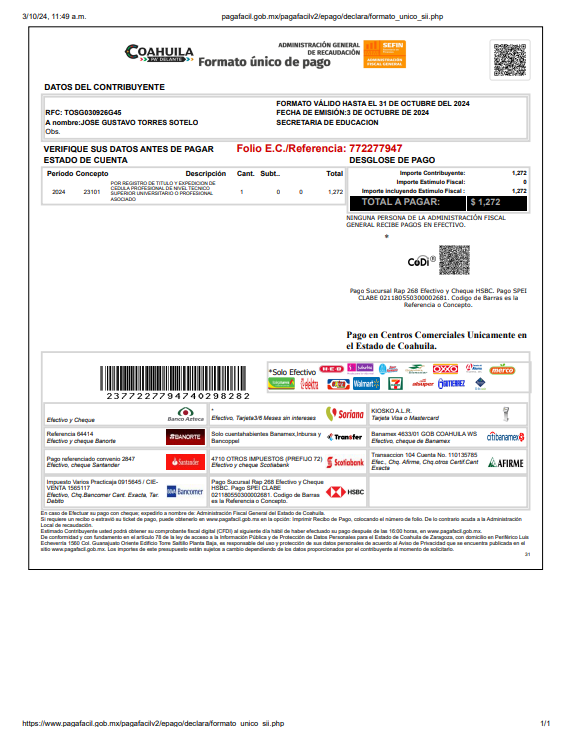 3/10/24, 11:49 a.m.
pagafacil.gob.mx/pagafacilv2/epago/declara/formato_unico_sii.php
COAHUILA
PA' DELANTE
ADMINISTRACIÓN GENERAL
DE RECAUDACIÓN
Formato único de pago
SEFIN
ADMINISTRACIÓN
FISCAL GENERAL
DATOS DEL CONTRIBUYENTE
FORMATO VÁLIDO HASTA EL 31 DE OCTUBRE DEL 2024
RFC: TOSG030926G45
FECHA DE EMISIÓN:3 DE OCTUBRE DE 2024
A nombre:JOSE GUSTAVO TORRES SOTELO
SECRETARIA DE EDUCACION
Obs.
VERIFIQUE SUS DATOS ANTES DE PAGAR
Folio E.C./Referencia: 772277947
ESTADO DE CUENTA
DESGLOSE DE PAGO
Periodo Concepto Descripción Cant. Subt.. Total
2024 23101 POR REGISTRO DE TITULO Y EXPEDICION DE
CEDULA PROFESIONAL DE NIVEL TECNICO
SUPERIOR UNIVERSITARIO O PROFESIONAL
ASOCIADO
1 0 0 1,272
Importe Contribuyente: 1,272
Importe Estimulo Fiscal : 0
Importe incluyendo Estimulo Fiscal : 1,272
TOTAL A PAGAR: $ 1,272
NINGUNA PERSONA DE LA ADMINISTRACIÓN FISCAL
GENERAL RECIBE PAGOS EN EFECTIVO.
*
CoDi
Pago Sucursal Rap 268 Efectivo y Cheque HSBC. Pago SPEI
CLABE 021180550300002681. Codigo de Barras es la
Referencia o Concepto.
Pago en Centros Comerciales Unicamente en
el Estado de Coahuila.
2377227794740298282
*Solo Efectivo
H-E-B
OXXO
merco
elektra
Walmart
7
alsuper
GUTIERREZ
Efectivo y Cheque
Banco Azteca
*
Efectivo, Tarjeta3/6 Meses sin intereses
Soriana
KIOSKO A.L.R.
Tarjeta Visa o Mastercard
Referencia 64414
Efectivo y cheque Banorte
BANORTE
Solo cuentahabientes Banamex,Inbursa y
Bancoppel
Transfer
Banamex 4633/01 GOB COAHUILA WS
Efectivo, cheque de Banamex
citibanamex
Pago referenciado convenio 2847
Efectivo, cheque Santander
Santander
4710 OTROS IMPUESTOS (PREFIJO 72)
Efectivo y cheque Scotiabank
Scotiabank
Transaccion 104 Cuenta No. 110135785
Efec., Chq. Afirme, Chq.otros Certif.Cant
Exacta
AFIRME
Impuesto Varios Practicaja 0915645 / CIE-
VENTA 1565117
Efectivo, Chq.Bancomer Cent. Exacta, Tar.
Debito
BBVA Bancomer
Pago Sucursal Rap 258 Efectivo y Cheque
HSBC. Pago SPEI CLABE
021180550300002681. Codigo de Barras
es la Referencia o Concepto.
HSBC
En caso de Efectuar su pago con cheque; expedirlo a nombre de: Administración Fiscal General del Estado de Coahuila.
Si requiere un recibo o extravió su ticket de pago, puede obtenerlo en www.pagafacil.gob.mx en la opción: Imprimir Recibo de Pago, colocando el número de folio. De lo contrario acuda a la Administración
Local de recaudación.
Estimado Contribuyente usted podrá obtener su comprobante fiscal digital (CFDI) al siguiente día hábil de haber efectuado su pago después de las 16:00 horas, en www.pagafacil.gob.mx.
De conformidad y con fundamento en el artículo 78 de la ley de acceso a la Información Pública y de Protección de Datos Personales para el Estado de Coahuila de Zaragoza, con domicilio en Periférico Luis
Echeverría 1560 Col. Guanajuato Oriente Edificio Torre Saltillo Planta Baja, es responsable del uso y protección de sus datos personales de acuerdo al Aviso de Privacidad que se encuentra publicada en el
sitio www.pagafacil.gob.mx. Los importes de este presupuesto están sujetos a cambio dependiendo de los datos proporcionados por el contribuyente al momento de solicitarlo.
31
https://www.pagafacil.gob.mx/pagafacilv2/epago/declara/formato_unico_sii.php
1/1